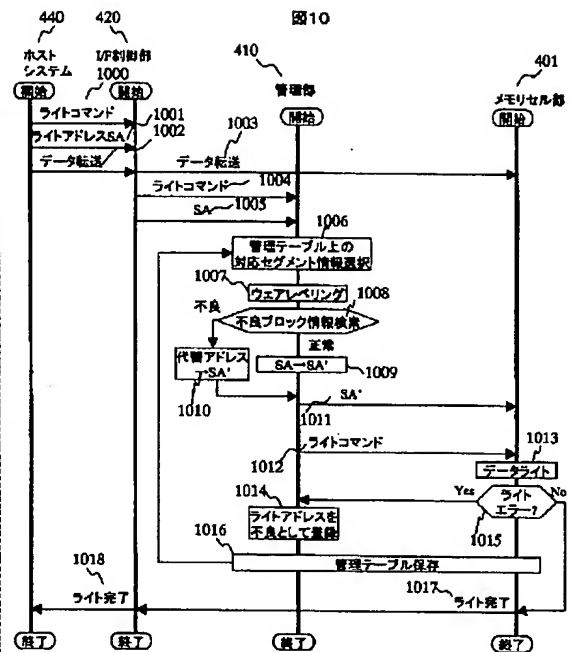 図10
440
420
410
401
ホスト
システム
I/F制御部
管理部
メモリセル部
1000
開始
開始
開始
開始
ライトコマンド
1001
ライトアドレスSA
1002
データ転送
データ転送
1003
ライトコマンド
1004
SA
1005
1006
管理テーブル上の
対応セグメント情報選択
1007
ウェアレベリング
1008
不良
不良ブロック情報検索
正常
代替アドレス
→SA'
SA→SA'
1009
1010
SA'
1011
ライトコマンド
1012
1013
データライト
1014
Yes
ライト
エラー?
No
ライトアドレスを
不良として登録
1015
1016
管理テーブル保存
1018
ライト完了
1017
ライト完了
終了
終了
終了
終了